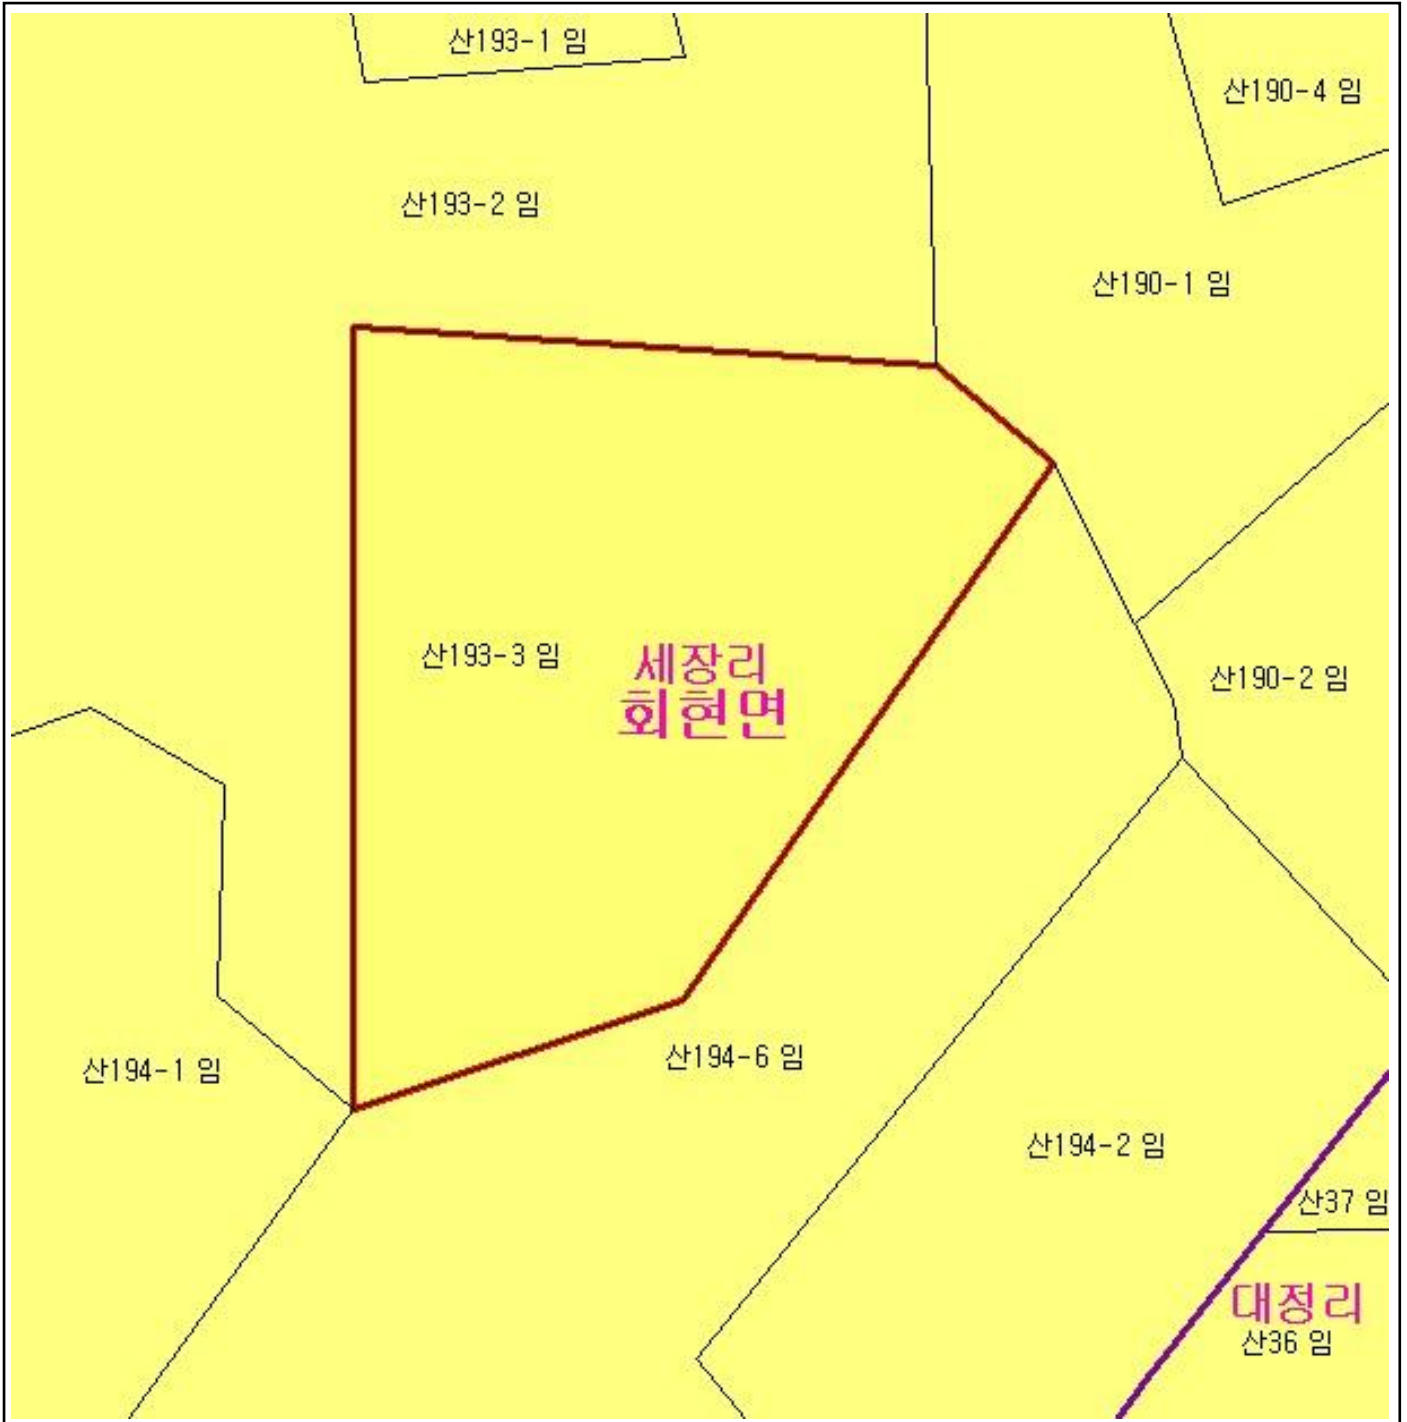 산193-1 임
산190-4 임
산193-2 임
산190-1 임
산193-3 임
세장리
회현면
산190-2 임
산194-6 임
산194-1 임
산194-2 임
산37 임
대정리
산36 임